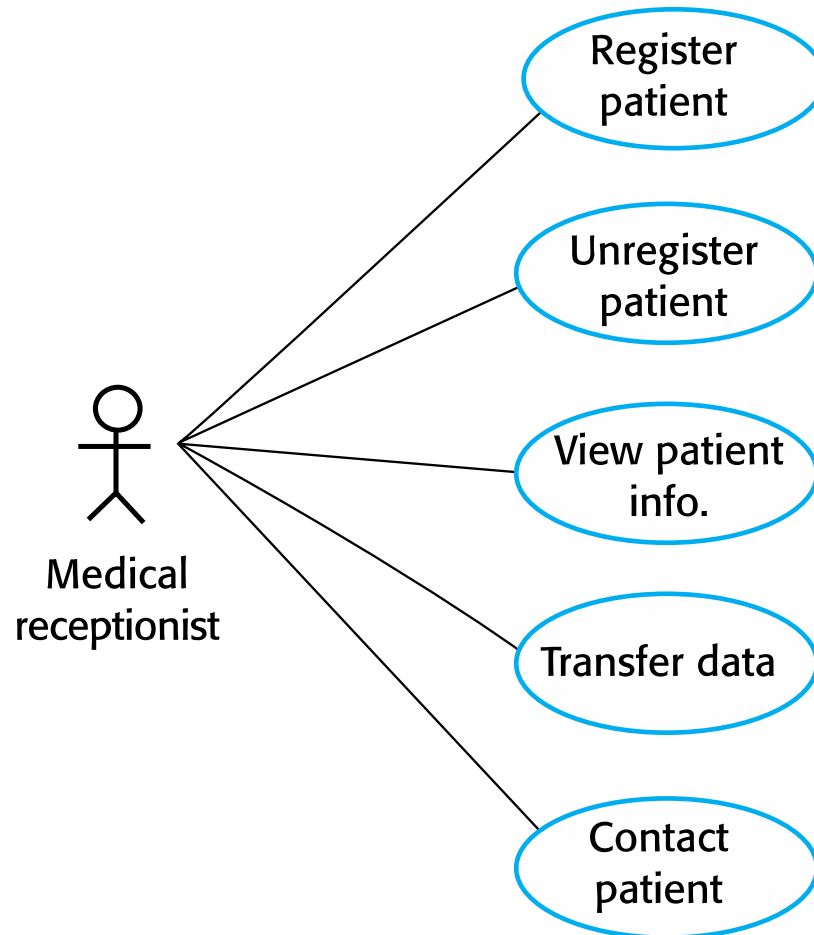 Register
patient
Unregister
patient
View patient
info.
Medical
receptionist
Transfer data
Contact
patient